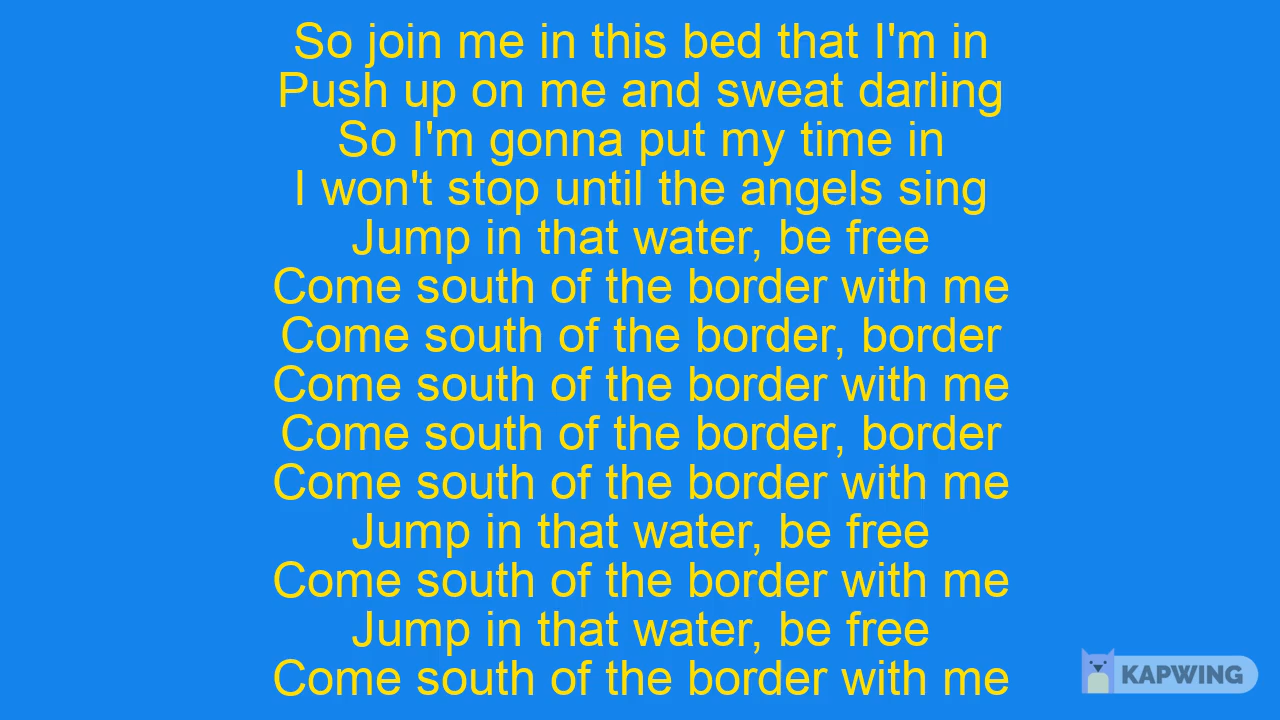 So join me in this bed that I'm in
Push up on me and sweat darling
So I'm gonna put my time in
I won't stop until the angels sing
Jump in that water, be free
Come south of the border with me
Come south of the border, border
Come south of the border with me
Come south of the border, border
Come south of the border with me
Jump in that water, be free
Come south of the border with me
Jump in that water, be free
Come south of the border with me
KAPWING